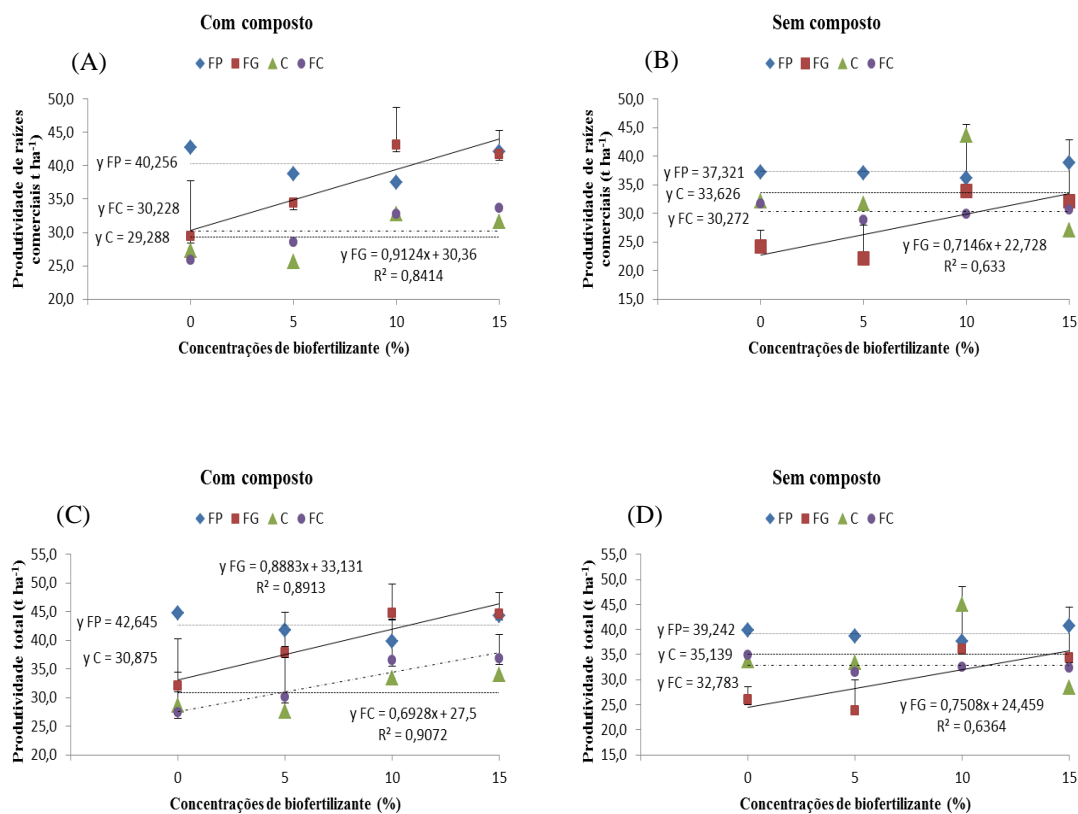 Com composto
(A)
FP FG C FC
Produtividade de raízes
comerciais t ha⁻¹)
50,0
45,0
40,0
35,0
30,0
25,0
20,0
y FP = 40,256
y FC = 30,228
y C = 29,288
y FG = 0,9124x + 30,36
R² = 0,8414
0 5 10 15
Concentrações de biofertilizante (%)
Sem composto
(B)
FP FG C FC
Produtividade de raízes
comerciais (t ha⁻¹)
50,0
45,0
40,0
35,0
30,0
25,0
20,0
15,0
y FP = 37,321
y C = 33,626
y FC = 30,272
y FG = 0,7146x + 22,728
R² = 0,633
0 5 10 15
Concentrações de biofertilizante (%)
Com composto
(C)
FP FG C FC
Produtividade total (t ha⁻¹)
55,0
50,0
45,0
40,0
35,0
30,0
25,0
20,0
y FG = 0,8883x + 33,131
R² = 0,8913
y FP = 42,645
y C = 30,875
y FC = 0,6928x + 27,5
R² = 0,9072
0 5 10 15
Concentrações de biofertilizante (%)
Sem composto
(D)
FP FG C FC
Produtividade total (t ha⁻¹)
55,0
50,0
45,0
40,0
35,0
30,0
25,0
20,0
15,0
y FP= 39,242
y C = 35,139
y FC = 32,783
y FG = 0,7508x + 24,459
R² = 0,6364
0 5 10 15
Concentrações de biofertilizante (%)